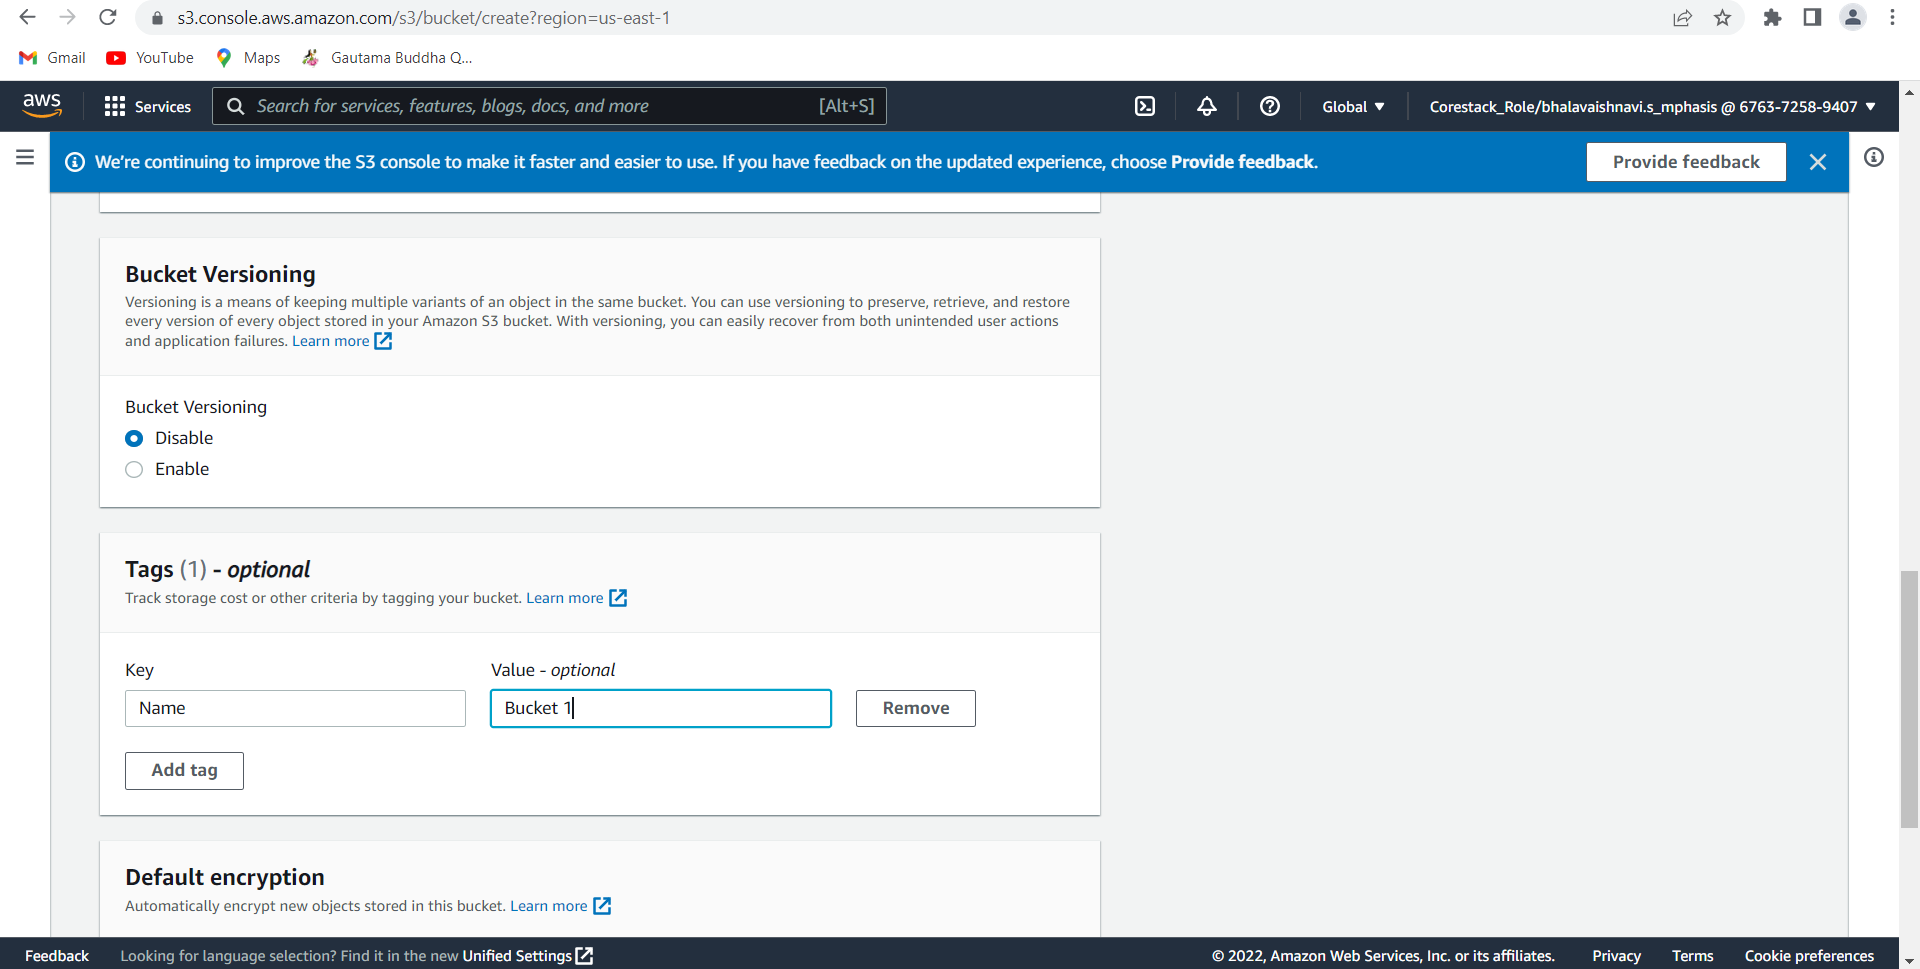 s3.console.aws.amazon.com/s3/bucket/create?region=us-east-1
Gmail YouTube Maps Gautama Buddha Q...
aws Services Search for services, features, blogs, docs, and more [Alt+S] Global ▼ Corestack_Role/bhalavaishnavi.s_mphasis @ 6763-7258-9407 ▼
We're continuing to improve the S3 console to make it faster and easier to use. If you have feedback on the updated experience, choose Provide feedback. Provide feedback
Bucket Versioning
Versioning is a means of keeping multiple variants of an object in the same bucket. You can use versioning to preserve, retrieve, and restore
every version of every object stored in your Amazon S3 bucket. With versioning, you can easily recover from both unintended user actions
and application failures. Learn more
Bucket Versioning
Disable
Enable
Tags (1) - optional
Track storage cost or other criteria by tagging your bucket. Learn more
Key Value - optional
Name Bucket 1 Remove
Add tag
Default encryption
Automatically encrypt new objects stored in this bucket. Learn more
Feedback Looking for language selection? Find it in the new Unified Settings © 2022, Amazon Web Services, Inc. or its affiliates. Privacy Terms Cookie preferences